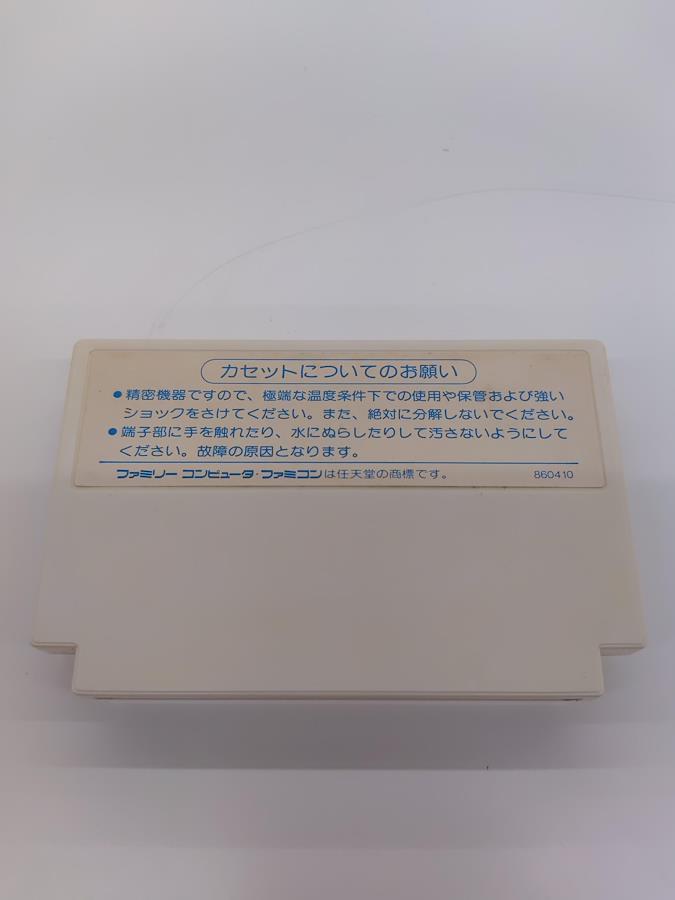 カセットについてのお願い
●精密機器ですので、極端な温度条件下での使用や保管および強い
ショックをさけてください。また、絶対に分解しないでください。
●端子部に手を触れたり、水にぬらしたりして汚さないようにして
ください。故障の原因となります。
ファミリーコンピュータ・ファミコンは任天堂の商標です。 860410